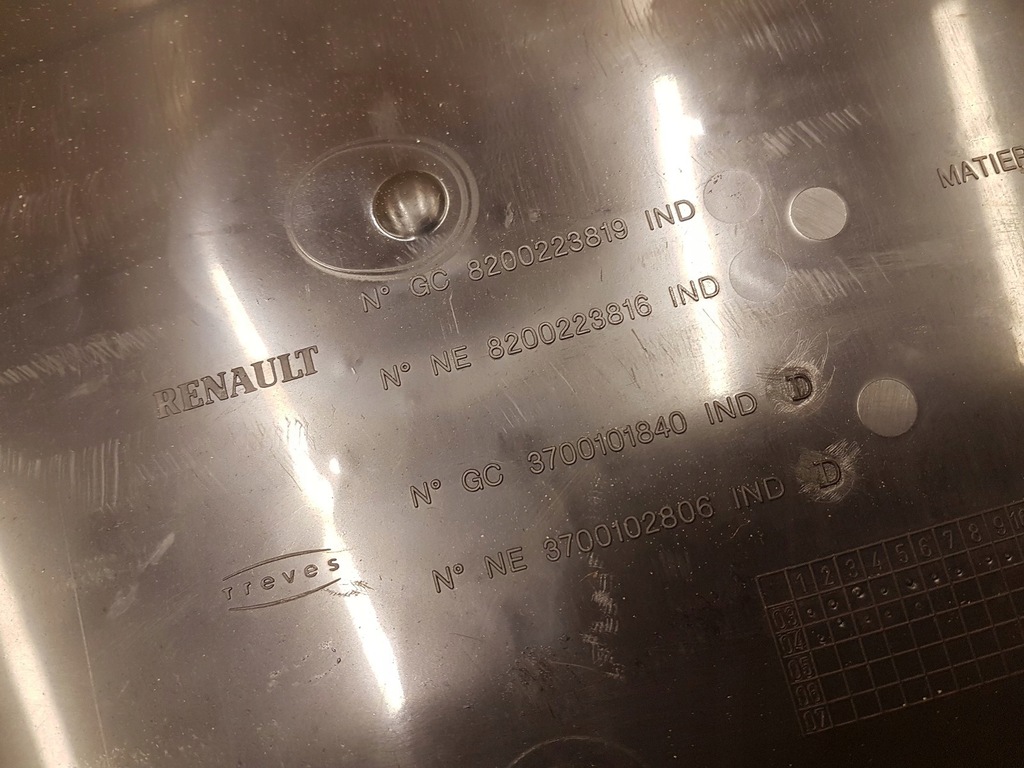 MATIER
N° GC 8200223819 IND
N° NE 8200223816 IND
RENAULT
N° GC 3700101840 IND D
N° NE 3700102806 IND D
Treves
1 2 3 4 5 6 7 8 9 10
03
04
05
06
07